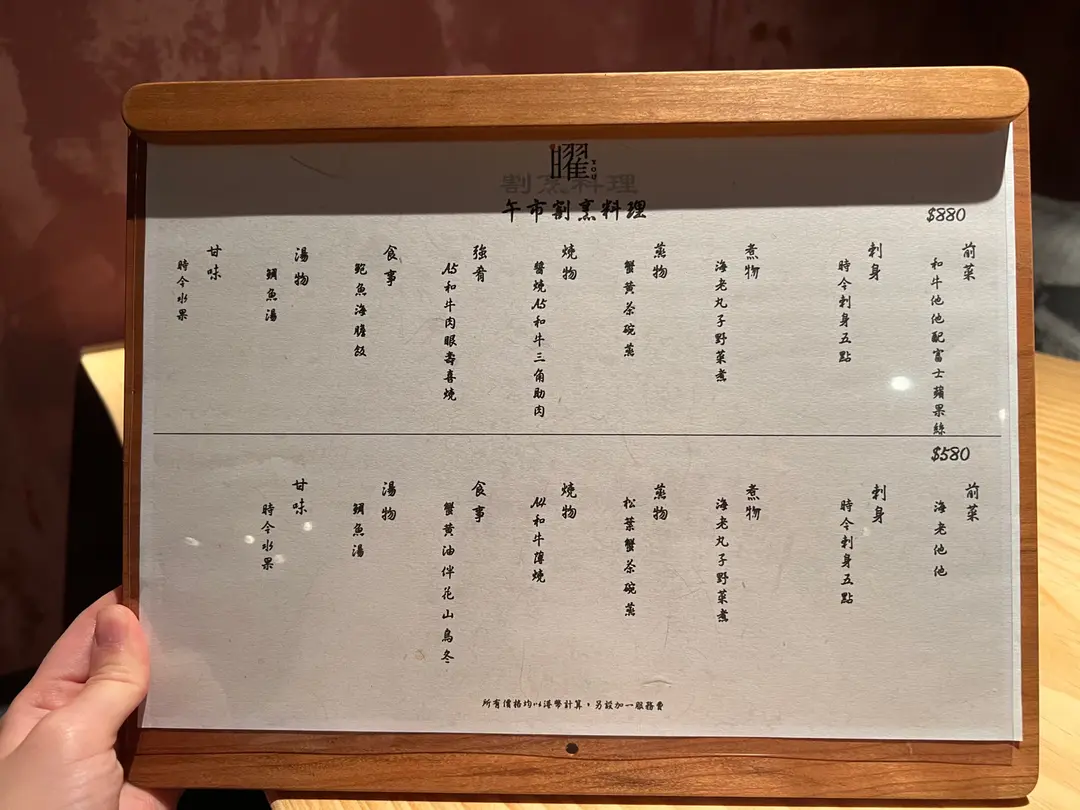 曜
YOU
割烹料理
午市割烹料理
$880
前菜
和牛他他配富士蘋果絲
刺身
時令刺身五點
煮物
海老丸子野菜煮
蒸物
蟹黃茶碗蒸
燒物
醬燒A5和牛三角肋肉
強肴
A5和牛肉眼壽喜燒
食事
鮑魚海膽飯
湯物
鯛魚湯
甘味
時令水果
$580
前菜
海老他他
刺身
時令刺身五點
煮物
海老丸子野菜煮
蒸物
松葉蟹茶碗蒸
燒物
A4和牛薄燒
食事
蟹黃油伴花山烏冬
湯物
鯛魚湯
甘味
時令水果
所有價格均以港幣計算，另設加一服務費